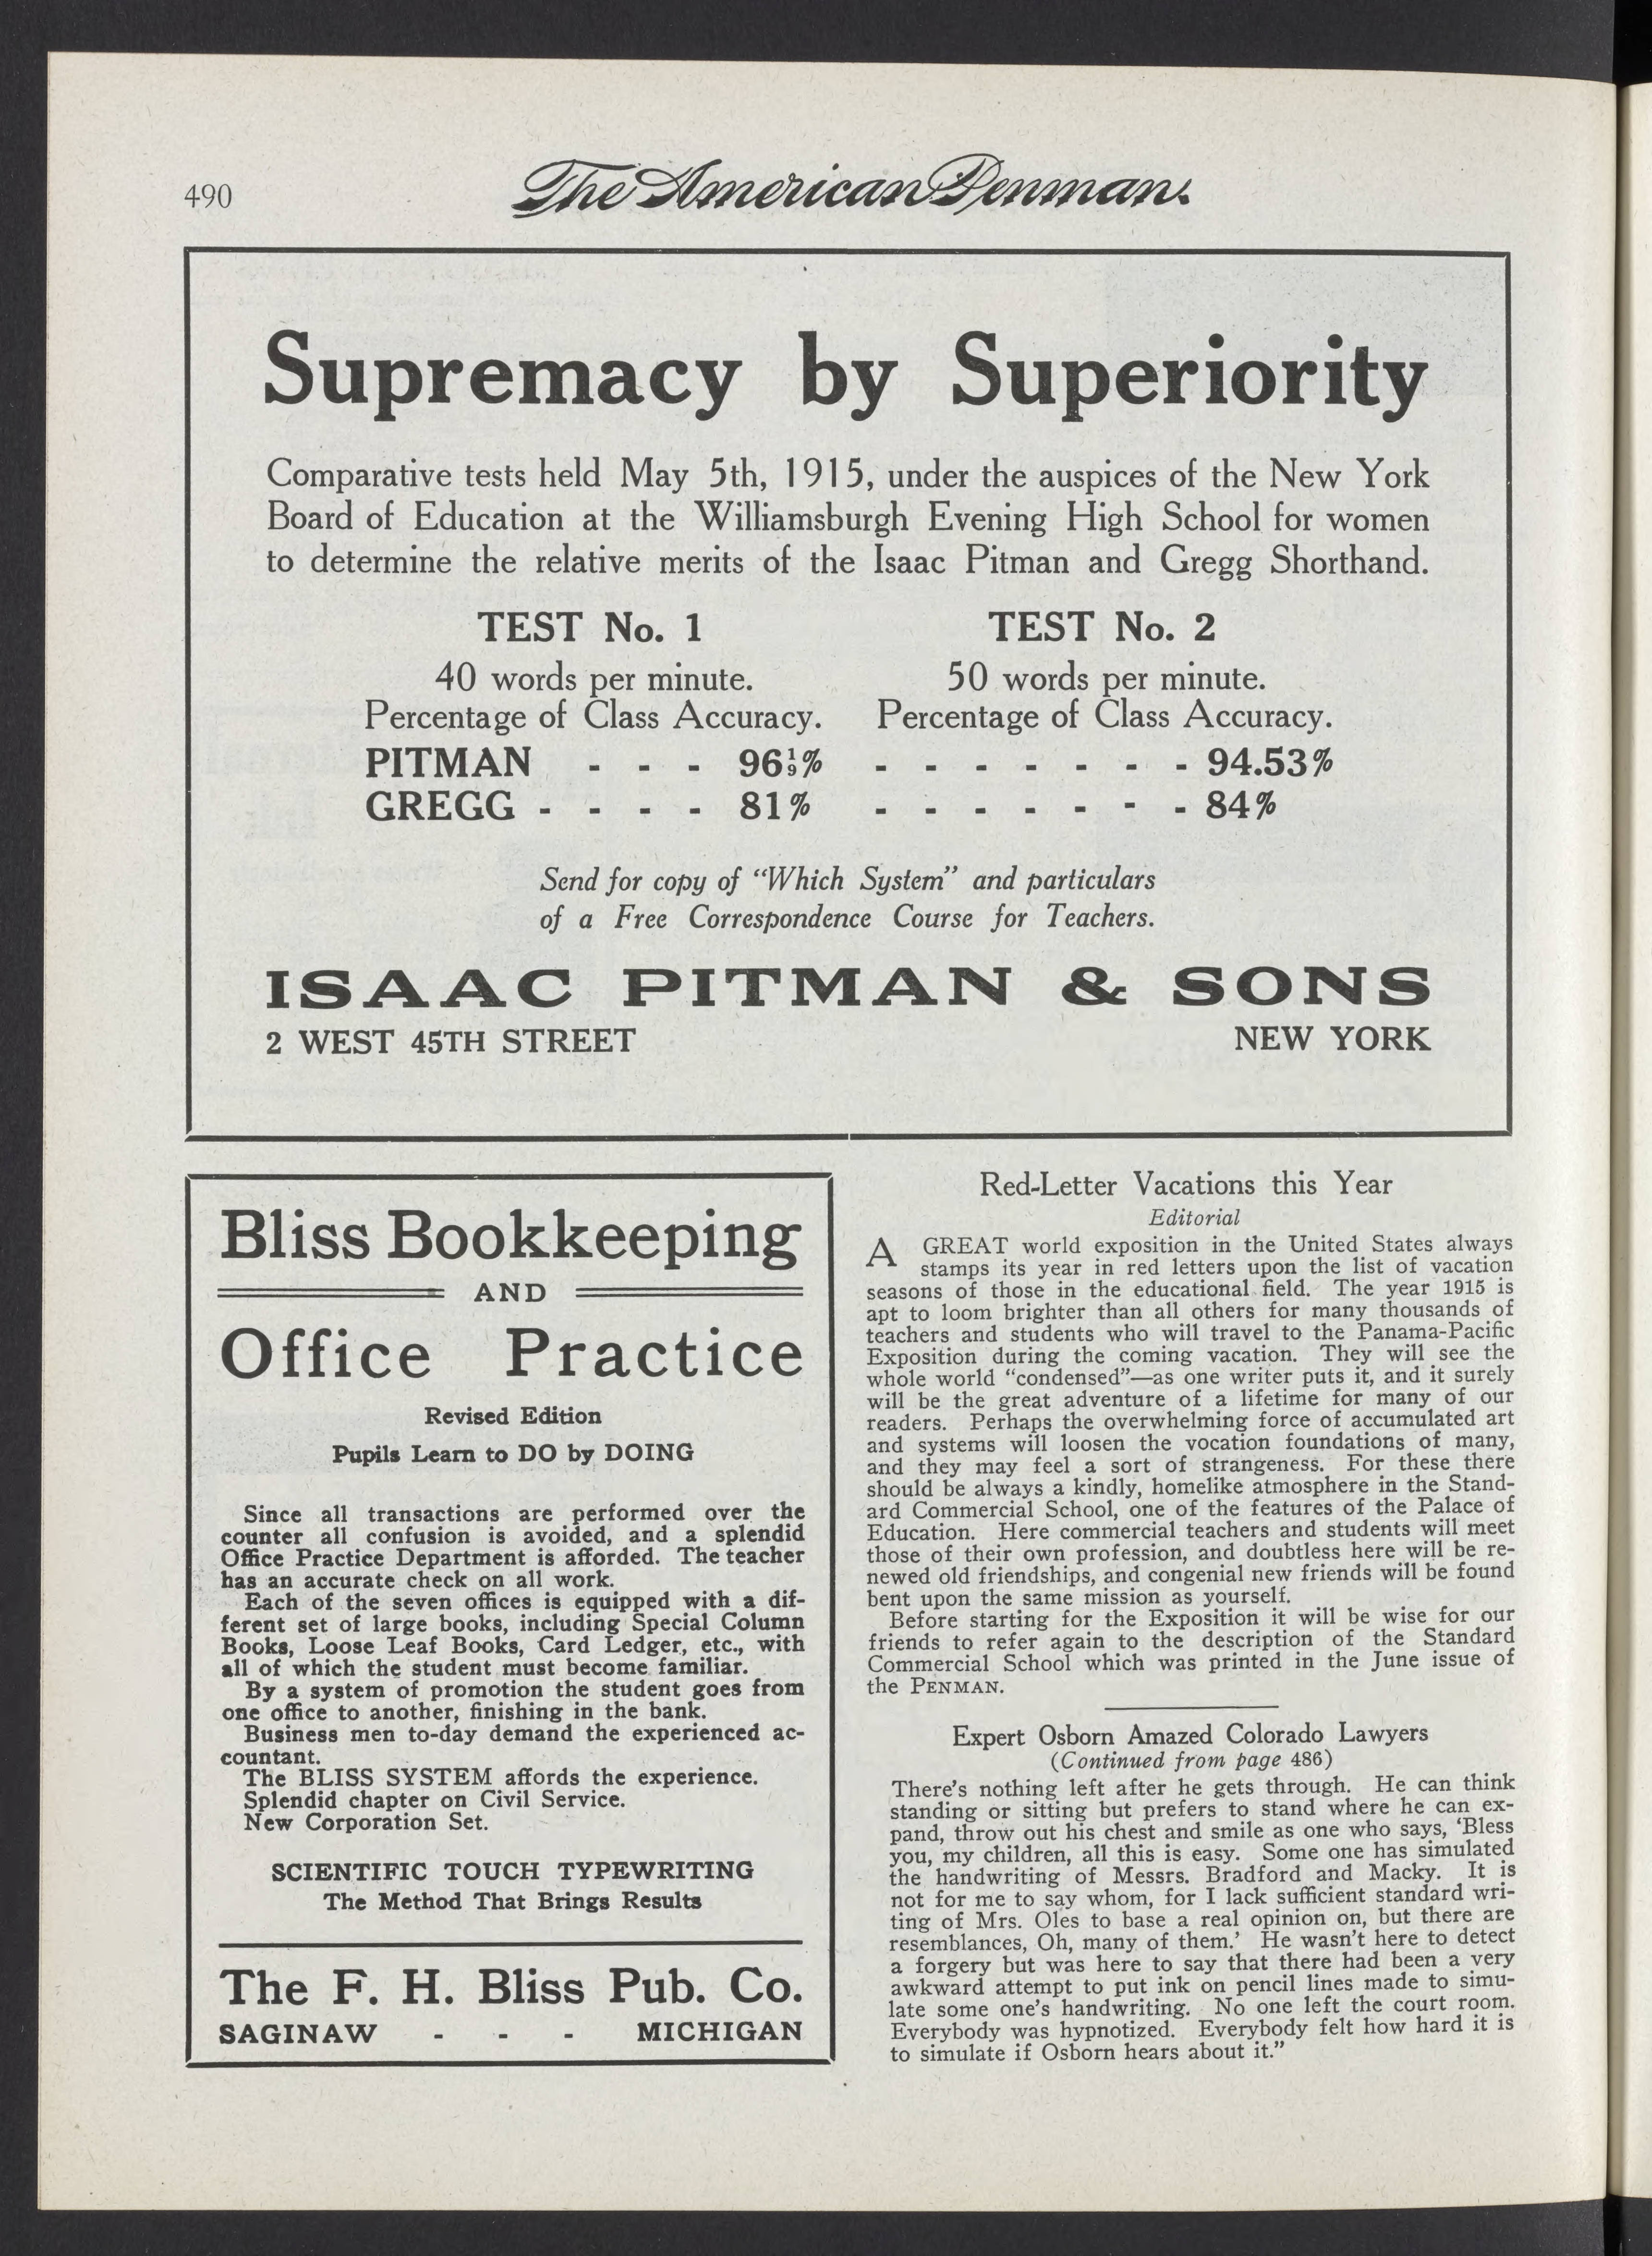 490
The American Penman
Supremacy by Superiority
Comparative tests held May 5th, 1915, under the auspices of the New York
Board of Education at the Williamsburgh Evening High School for women
to determine the relative merits of the Isaac Pitman and Gregg Shorthand.
TEST No. 1 TEST No. 2
40 words per minute. 50 words per minute.
Percentage of Class Accuracy. Percentage of Class Accuracy.
PITMAN - - - 96 1/9% - - - - - - - 94.53%
GREGG - - - - 81% - - - - - - - 84%
Send for copy of “Which System” and particulars
of a Free Correspondence Course for Teachers.
ISAAC PITMAN & SONS
2 WEST 45TH STREET NEW YORK
Bliss Bookkeeping
AND
Office Practice
Revised Edition
Pupils Learn to DO by DOING
Since all transactions are performed over the
counter all confusion is avoided, and a splendid
Office Practice Department is afforded. The teacher
has an accurate check on all work.
Each of the seven offices is equipped with a dif-
ferent set of large books, including Special Column
Books, Loose Leaf Books, Card Ledger, etc., with
all of which the student must become familiar.
By a system of promotion the student goes from
one office to another, finishing in the bank.
Business men to-day demand the experienced ac-
countant.
The BLISS SYSTEM affords the experience.
Splendid chapter on Civil Service.
New Corporation Set.
SCIENTIFIC TOUCH TYPEWRITING
The Method That Brings Results
The F. H. Bliss Pub. Co.
SAGINAW - - - MICHIGAN
Red-Letter Vacations this Year
Editorial
A GREAT world exposition in the United States always
stamps its year in red letters upon the list of vacation
seasons of those in the educational field. The year 1915 is
apt to loom brighter than all others for many thousands of
teachers and students who will travel to the Panama-Pacific
Exposition during the coming vacation. They will see the
whole world “condensed”—as one writer puts it, and it surely
will be the great adventure of a lifetime for many of our
readers. Perhaps the overwhelming force of accumulated art
and systems will loosen the vocation foundations of many,
and they may feel a sort of strangeness. For these there
should be always a kindly, homelike atmosphere in the Stand-
ard Commercial School, one of the features of the Palace of
Education. Here commercial teachers and students will meet
those of their own profession, and doubtless here will be re-
newed old friendships, and congenial new friends will be found
bent upon the same mission as yourself.
Before starting for the Exposition it will be wise for our
friends to refer again to the description of the Standard
Commercial School which was printed in the June issue of
the PENMAN.
Expert Osborn Amazed Colorado Lawyers
(Continued from page 486)
There’s nothing left after he gets through. He can think
standing or sitting but prefers to stand where he can ex-
pand, throw out his chest and smile as one who says, ‘Bless
you, my children, all this is easy. Some one has simulated
the handwriting of Messrs. Bradford and Macky. It is
not for me to say whom, for I lack sufficient standard wri-
ting of Mrs. Oles to base a real opinion on, but there are
resemblances, Oh, many of them.’ He wasn’t here to detect
a forgery but was here to say that there had been a very
awkward attempt to put ink on pencil lines made to simu-
late some one’s handwriting. No one left the court room.
Everybody was hypnotized. Everybody felt how hard it is
to simulate if Osborn hears about it.”